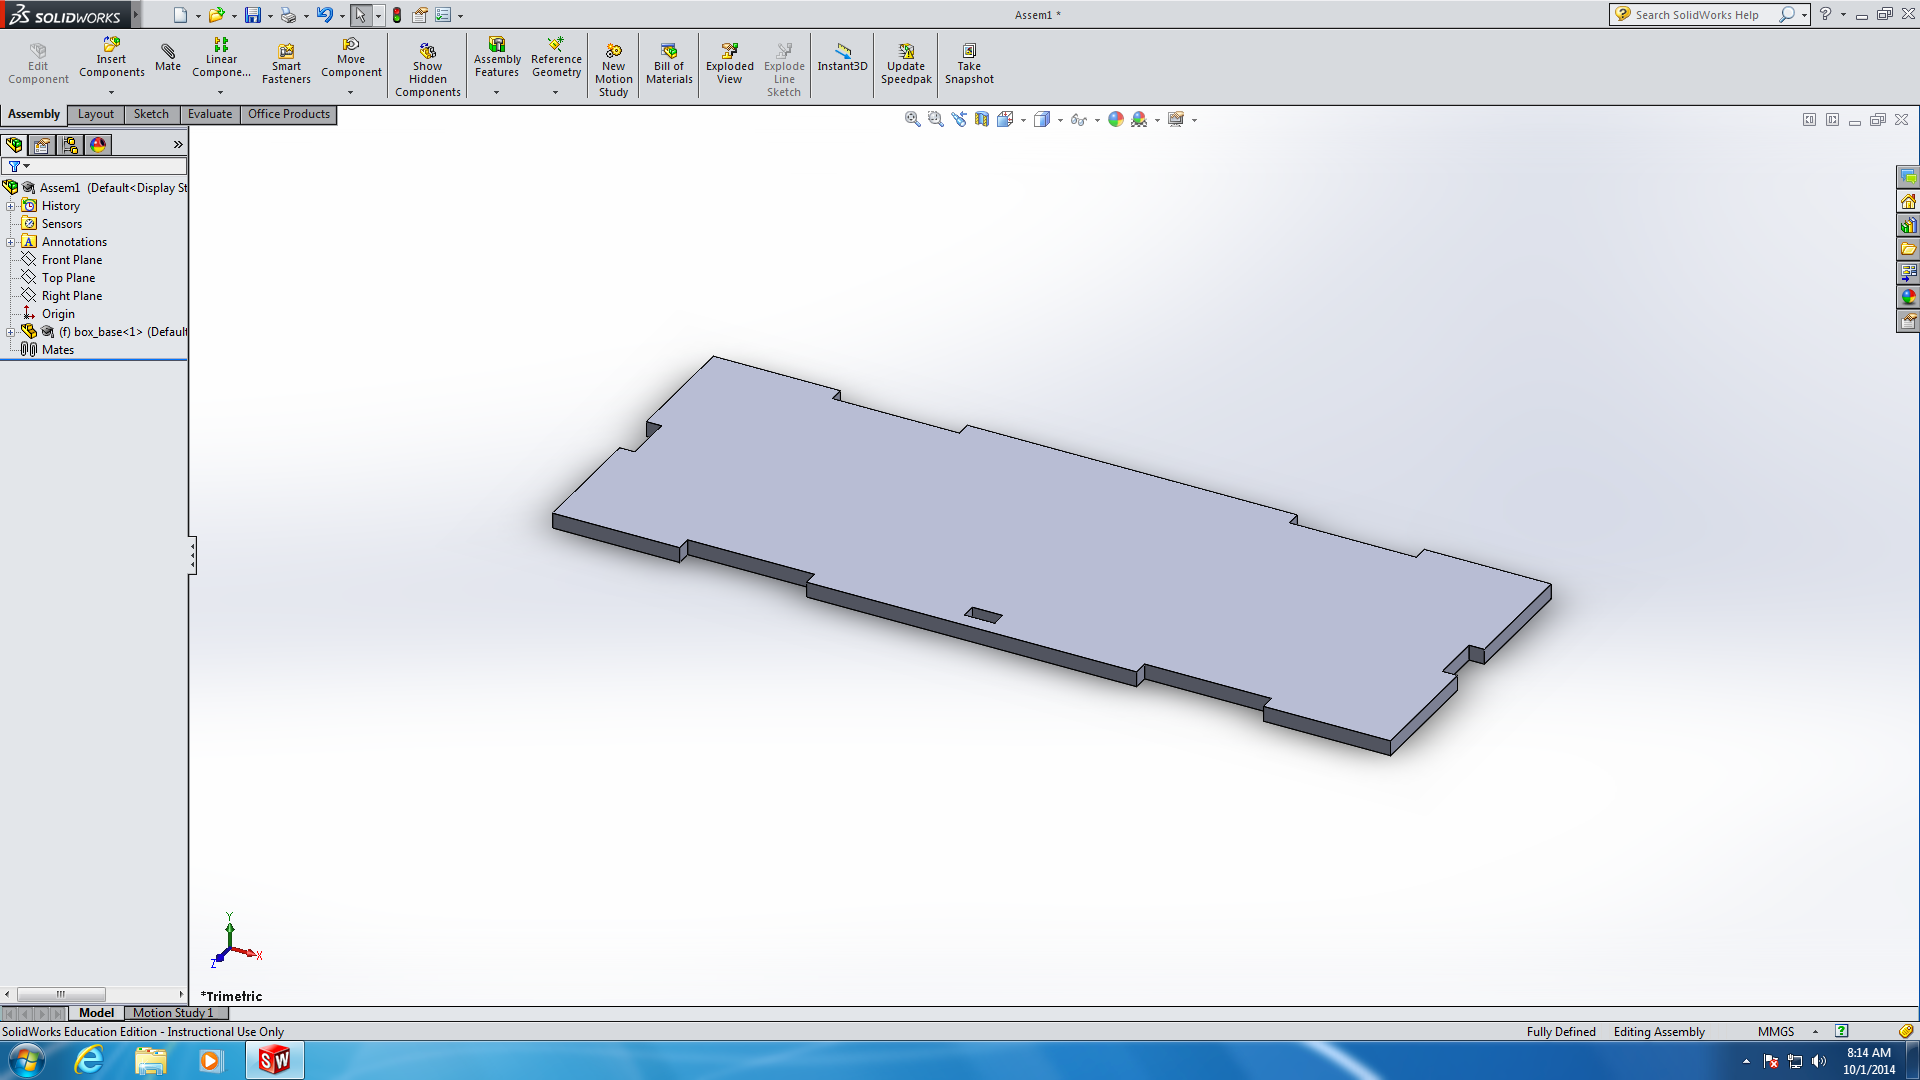 SOLIDWORKS
Assem1 *
Search SolidWorks Help
Edit Component
Insert Components
Mate
Linear Compone...
Smart Fasteners
Move Component
Show Hidden Components
Assembly Features
Reference Geometry
New Motion Study
Bill of Materials
Exploded View
Explode Line Sketch
Instant3D
Update Speedpak
Take Snapshot
Assembly
Layout
Sketch
Evaluate
Office Products
Assem1 (Default<Display St
History
Sensors
Annotations
Front Plane
Top Plane
Right Plane
Origin
(f) box_base<1> (Default
Mates
Y
X
Z
*Trimetric
Model
Motion Study 1
SolidWorks Education Edition - Instructional Use Only
Fully Defined
Editing Assembly
MMGS
SW
8:14 AM
10/1/2014